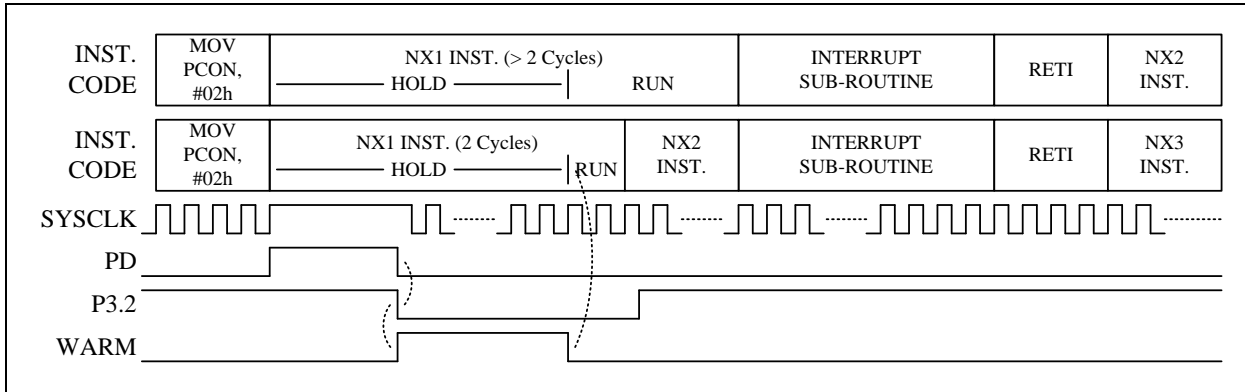 INST.
CODE
MOV
PCON,
#02h
NX1 INST. (> 2 Cycles)
HOLD
RUN
INTERRUPT
SUB-ROUTINE
RETI
NX2
INST.
INST.
CODE
MOV
PCON,
#02h
NX1 INST. (2 Cycles)
HOLD
RUN
NX2
INST.
INTERRUPT
SUB-ROUTINE
RETI
NX3
INST.
SYSCLK
PD
P3.2
WARM